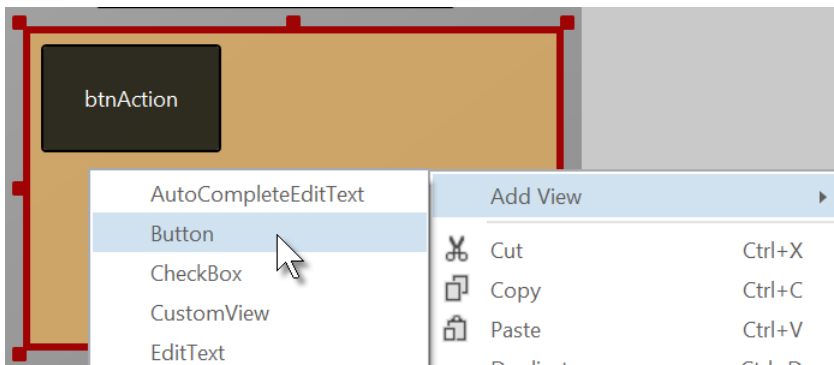 btnAction
AutoCompleteEditText
Button
CheckBox
CustomView
EditText
Add View
Cut Ctrl+X
Copy Ctrl+C
Paste Ctrl+V